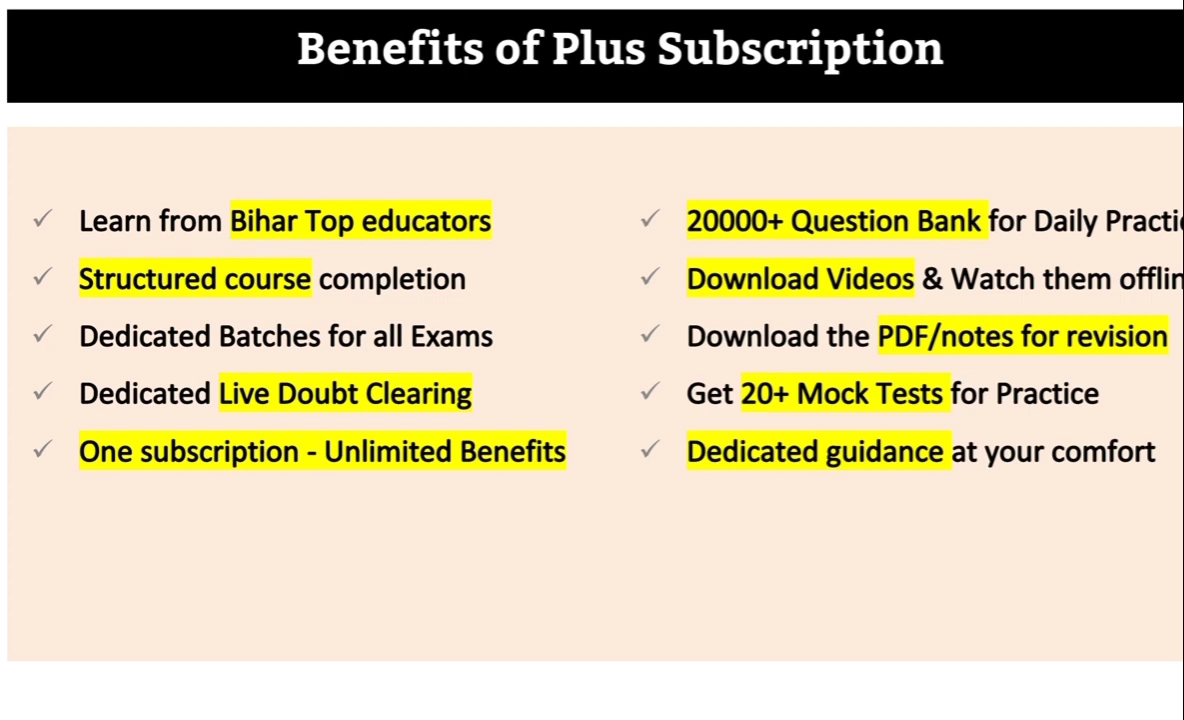 Benefits of Plus Subscription
✓ Learn from Bihar Top educators
✓ Structured course completion
✓ Dedicated Batches for all Exams
✓ Dedicated Live Doubt Clearing
✓ One subscription - Unlimited Benefits
✓ 20000+ Question Bank for Daily
✓ Download Videos & Watch them
✓ Download the PDF/notes for revision
✓ Get 20+ Mock Tests for Practice
✓ Dedicated guidance at your comfort